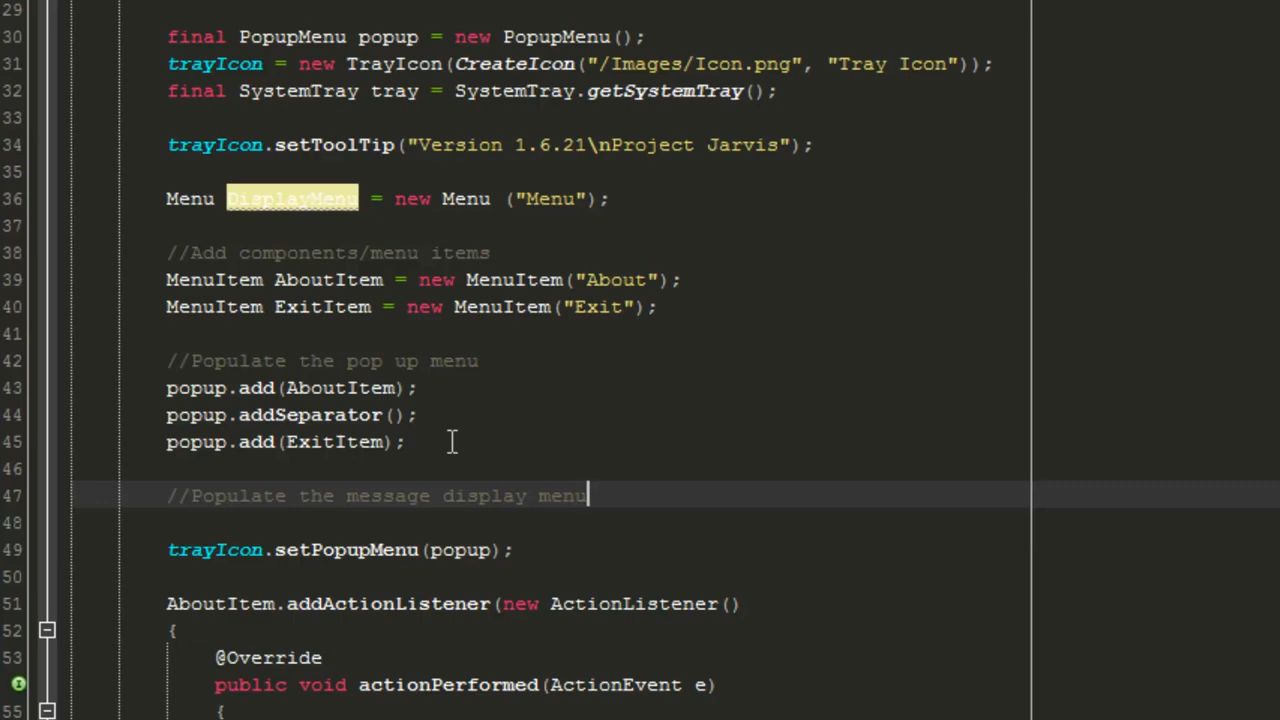 29
30 final PopupMenu popup = new PopupMenu();
31 trayIcon = new TrayIcon(CreateIcon("/Images/Icon.png", "Tray Icon"));
32 final SystemTray tray = SystemTray.getSystemTray();
33
34 trayIcon.setToolTip("Version 1.6.21\nProject Jarvis");
35
36 Menu DisplayMenu = new Menu ("Menu");
37
38 //Add components/menu items
39 MenuItem AboutItem = new MenuItem("About");
40 MenuItem ExitItem = new MenuItem("Exit");
41
42 //Populate the pop up menu
43 popup.add(AboutItem);
44 popup.addSeparator();
45 popup.add(ExitItem);
46
47 //Populate the message display menu
48
49 trayIcon.setPopupMenu(popup);
50
51 AboutItem.addActionListener(new ActionListener()
52 {
53 @Override
public void actionPerformed(ActionEvent e)
55 {